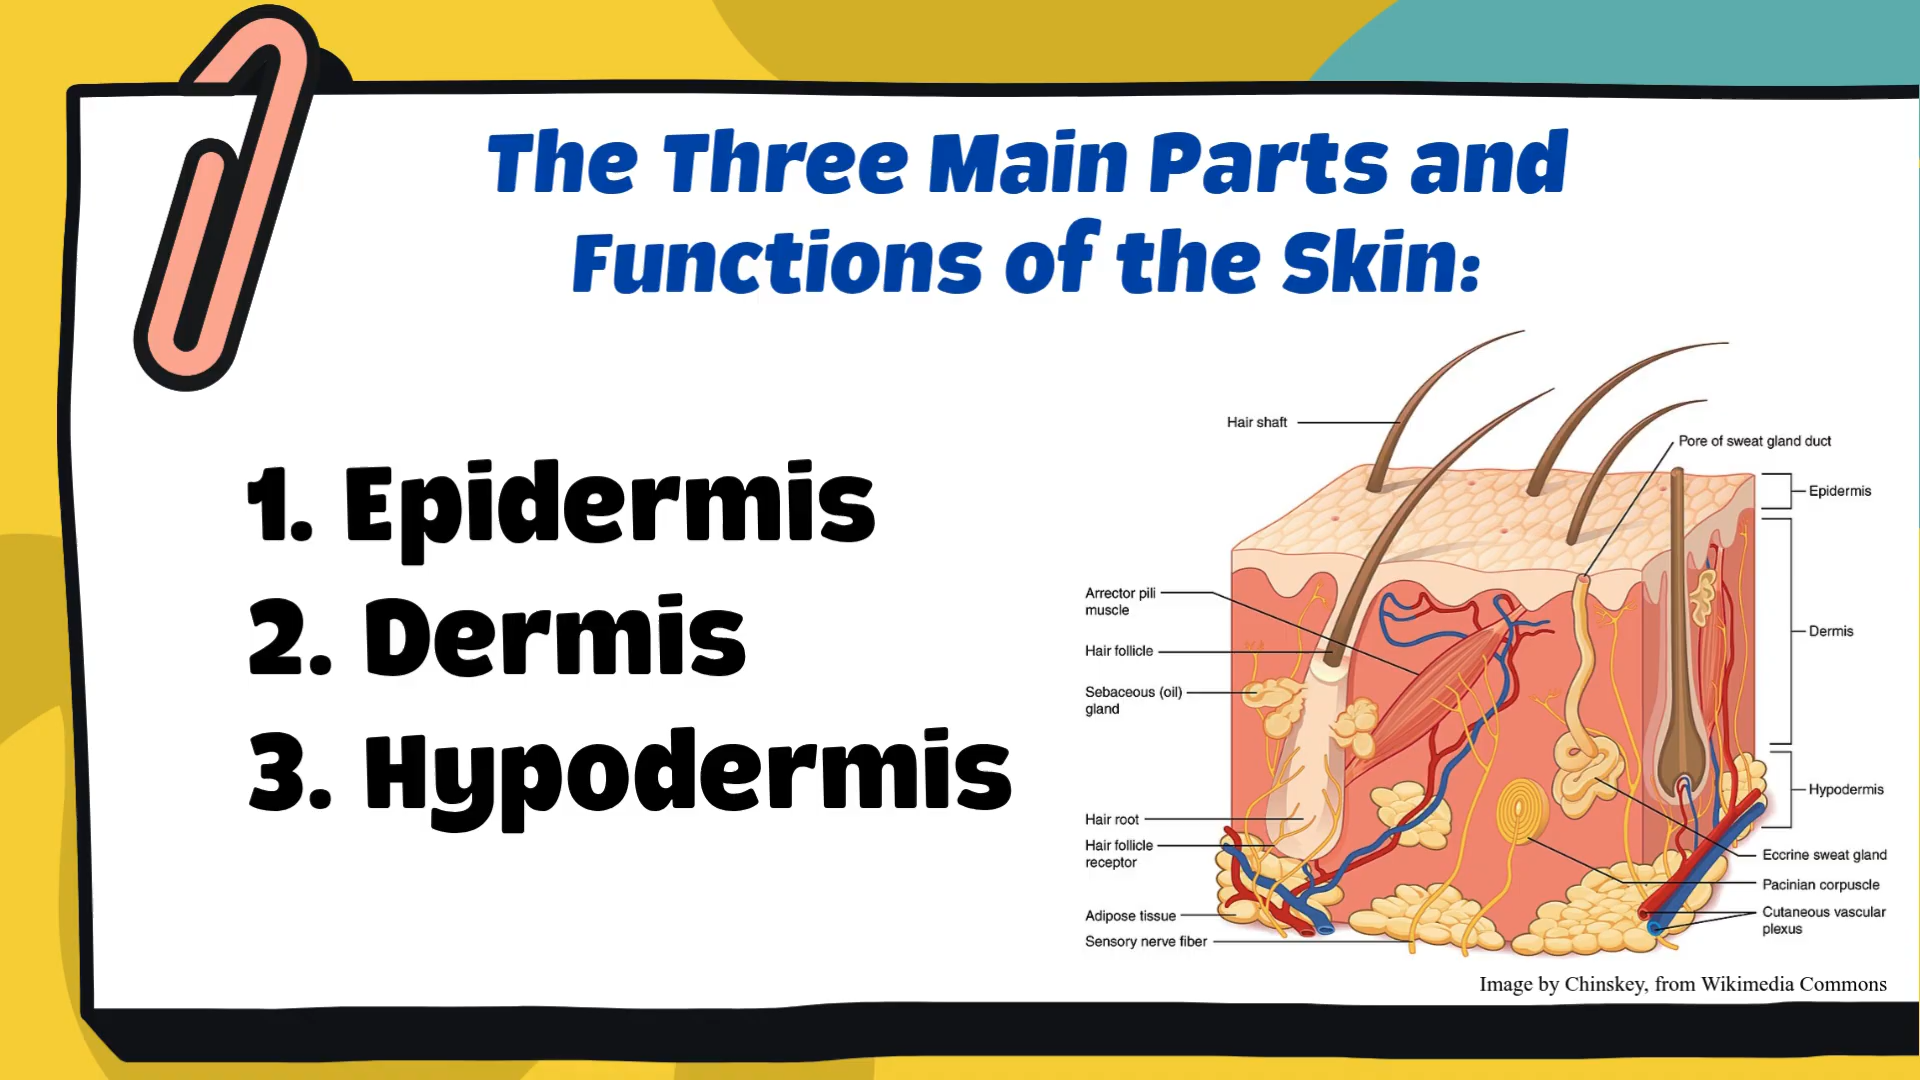 The Three Main Parts and
Functions of the Skin:
1. Epidermis
2. Dermis
3. Hypodermis
Hair shaft
Arrector pili
muscle
Hair follicle
Sebaceous (oil)
gland
Hair root
Hair follicle
receptor
Adipose tissue
Sensory nerve fiber
Pore of sweat gland duct
Epidermis
Dermis
Hypodermis
Eccrine sweat gland
Pacinian corpuscle
Cutaneous vascular
plexus
Image by Chinskey, from Wikimedia Commons